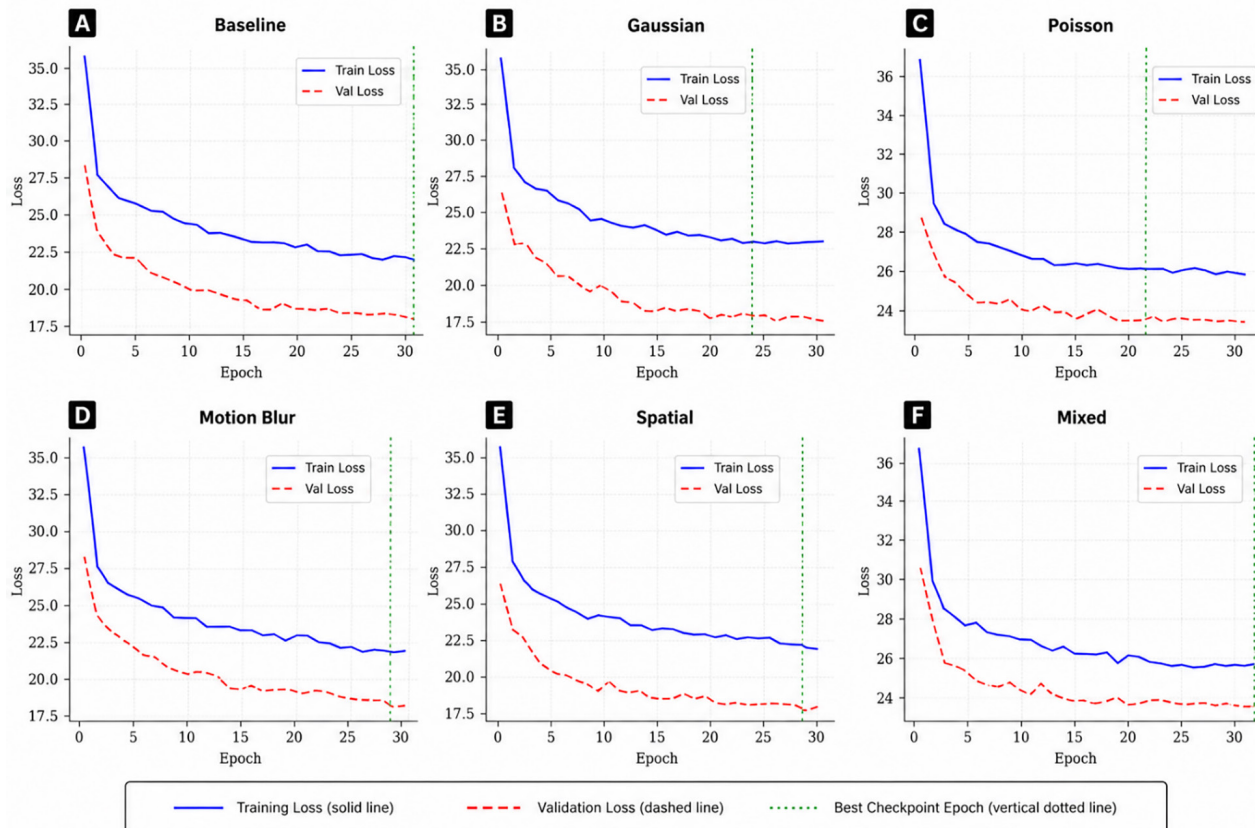 A Baseline
35.0
32.5
30.0
27.5
25.0
22.5
20.0
17.5
Loss
0 5 10 15 20 25 30
Epoch
Train Loss
Val Loss
B Gaussian
35.0
32.5
30.0
27.5
25.0
22.5
20.0
17.5
Loss
0 5 10 15 20 25 30
Epoch
Train Loss
Val Loss
C Poisson
36
34
32
30
28
26
24
Loss
0 5 10 15 20 25 30
Epoch
Train Loss
Val Loss
D Motion Blur
35.0
32.5
30.0
27.5
25.0
22.5
20.0
17.5
Loss
0 5 10 15 20 25 30
Epoch
Train Loss
Val Loss
E Spatial
35.0
32.5
30.0
27.5
25.0
22.5
20.0
17.5
Loss
0 5 10 15 20 25 30
Epoch
Train Loss
Val Loss
F Mixed
36
34
32
30
28
26
24
Loss
0 5 10 15 20 25 30
Epoch
Train Loss
Val Loss
Training Loss (solid line) Validation Loss (dashed line) Best Checkpoint Epoch (vertical dotted line)